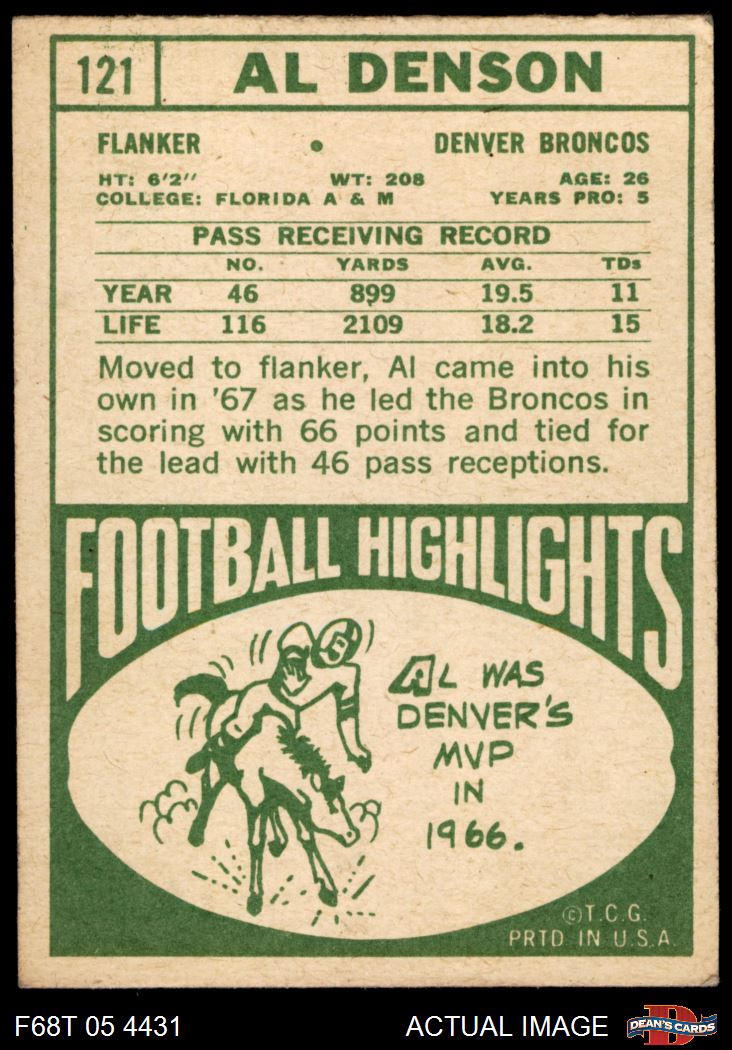 121 AL DENSON
FLANKER • DENVER BRONCOS
HT: 6'2" WT: 208 AGE: 26
COLLEGE: FLORIDA A & M YEARS PRO: 5
PASS RECEIVING RECORD
NO. YARDS AVG. TDs
YEAR 46 899 19.5 11
LIFE 116 2109 18.2 15
Moved to flanker, Al came into his
own in '67 as he led the Broncos in
scoring with 66 points and tied for
the lead with 46 pass receptions.
FOOTBALL HIGHLIGHTS
AL WAS
DENVER'S
MVP
IN
1966.
©T.C.G.
PRTD IN U.S.A.
F68T 05 4431 ACTUAL IMAGE DEAN'S CARDS